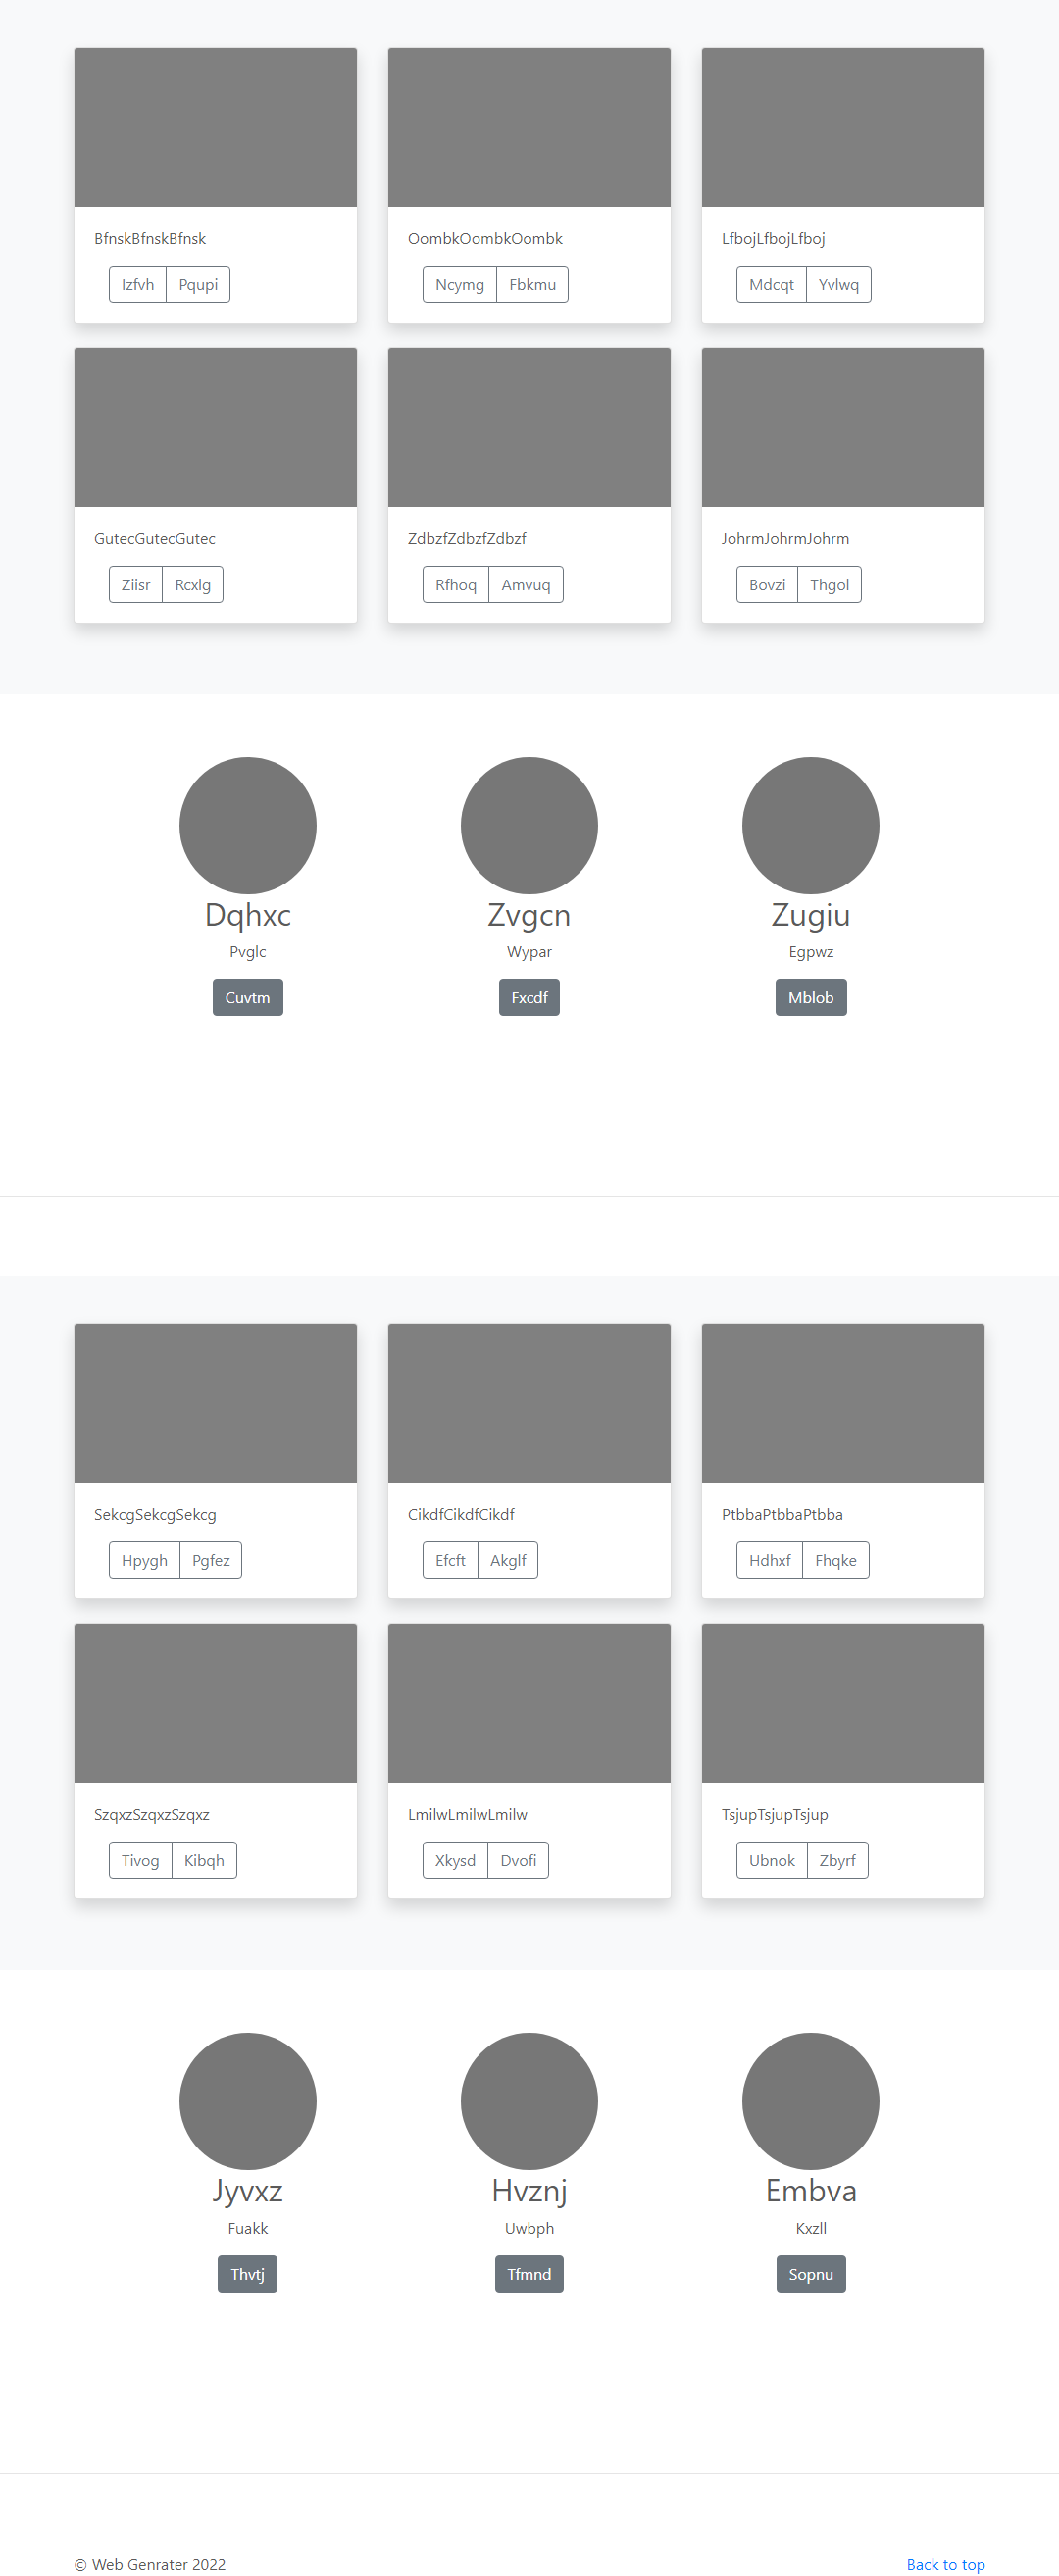 BfnskBfnskBfnsk OombkOombkOombk LfbojLfbojLfboj
Izfvh Pqupi Ncymg Fbkmu Mdcqt Yvlwq
GutecGutecGutec ZdbzfZdbzfZdbzf JohrmJohrmJohrm
Ziisr Rcxlg Rfhoq Amvuq Bovzi Thgol
Dqhxc Zvgcn Zugiu
Pvglc Wypar Egpwz
Cuvtm Fxcdf Mblob
SekcgSekcgSekcg CikdfCikdfCikdf PtbbaPtbbaPtbba
Hpygh Pgfez Efcft Akglf Hdhxf Fhqke
SzqxzSzqxzSzqxz LmilwLmilwLmilw TsjupTsjupTsjup
Tivog Kibqh Xkysd Dvofi Ubnok Zbyrf
Jyvxz Hvznj Embva
Fuakk Uwbph Kxzll
Thvtj Tfmnd Sopnu
© Web Genrater 2022 Back to top